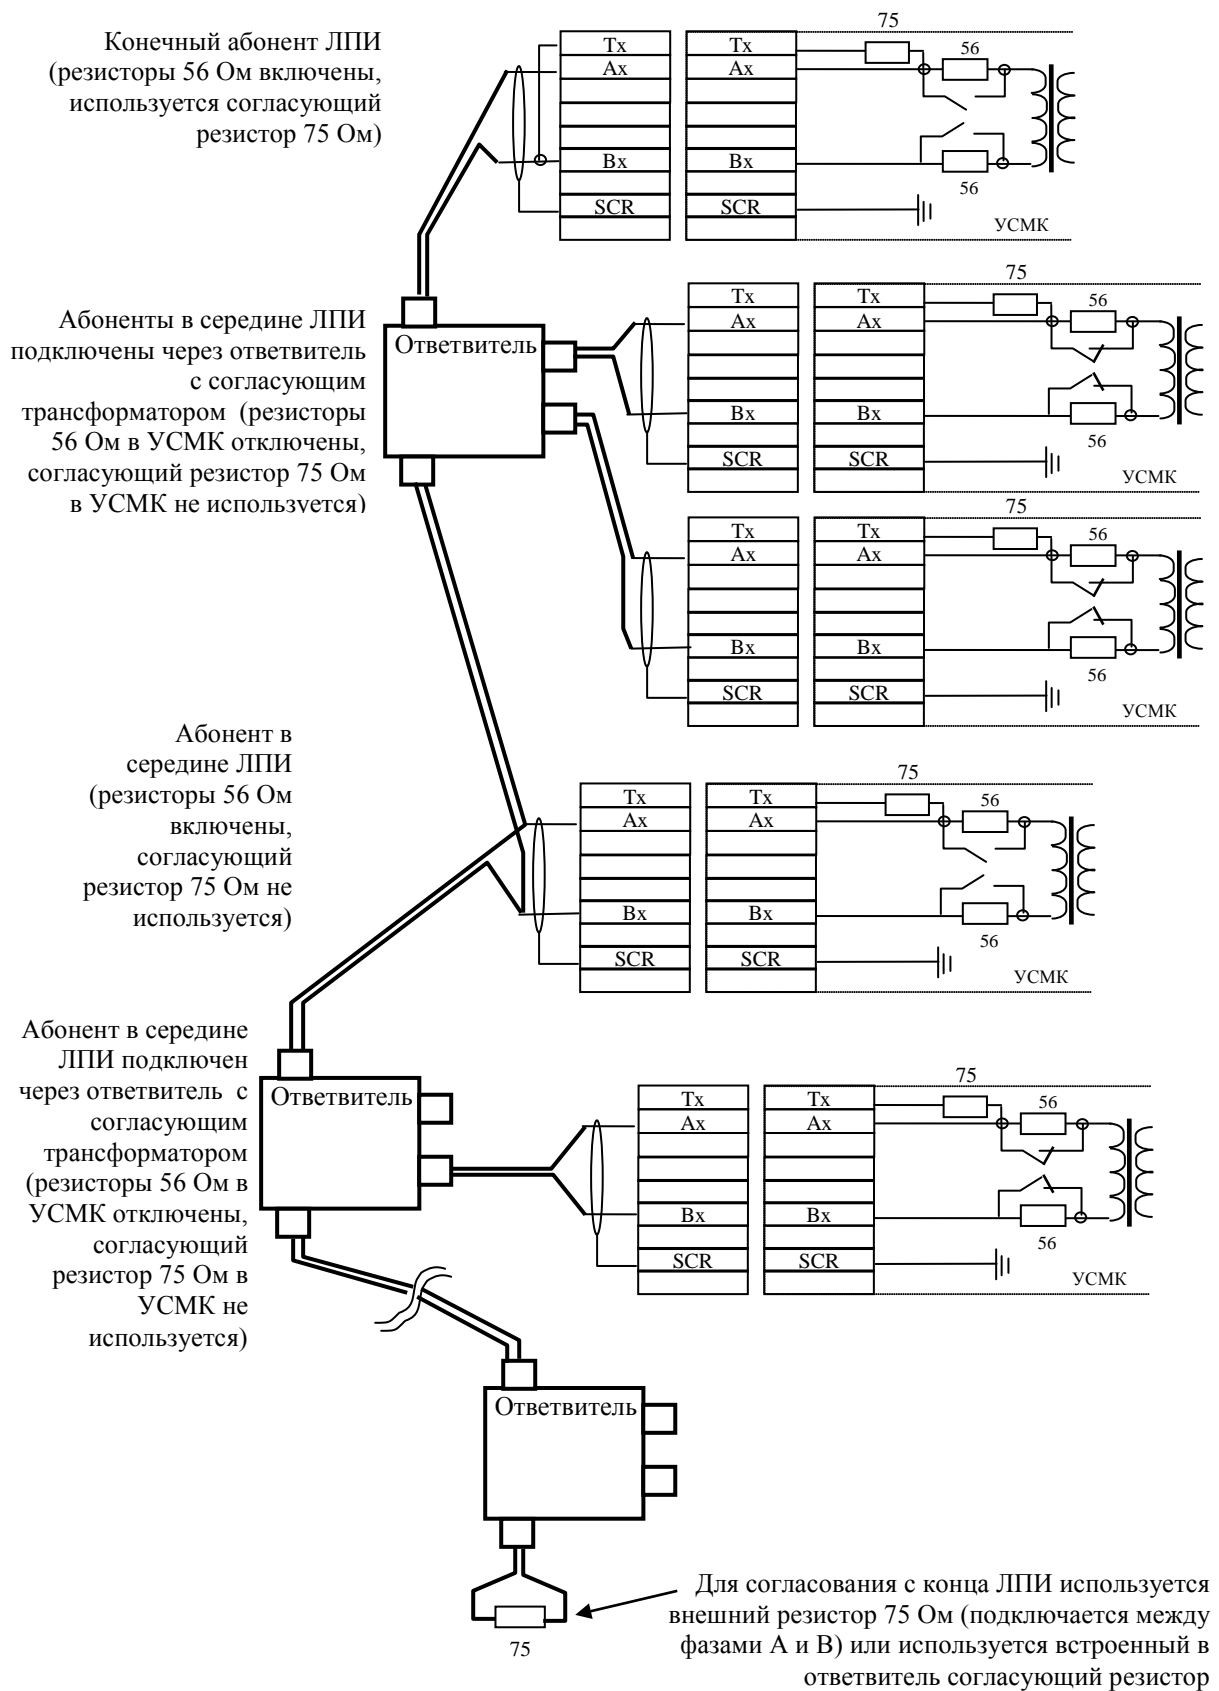 Конечный абонент ЛПИ
(резисторы 56 Ом включены,
используется согласующий
резистор 75 Ом)
75
Tx Tx
56
Ax Ax
Bx Bx
56
SCR SCR
УСМК
Абоненты в середине ЛПИ
подключены через ответвитель
с согласующим
трансформатором (резисторы
56 Ом в УСМК отключены,
согласующий резистор 75 Ом
в УСМК не используется)
Ответвитель
75
Tx Tx
56
Ax Ax
Bx Bx
56
SCR SCR
УСМК
75
Tx Tx
56
Ax Ax
Bx Bx
56
SCR SCR
УСМК
Абонент в
середине ЛПИ
(резисторы 56 Ом
включены,
согласующий
резистор 75 Ом не
используется)
75
Tx Tx
56
Ax Ax
Bx Bx
56
SCR SCR
УСМК
Абонент в середине
ЛПИ подключен
через ответвитель с
согласующим
трансформатором
(резисторы 56 Ом в
УСМК отключены,
согласующий
резистор 75 Ом в
УСМК не
используется)
Ответвитель
75
Tx Tx
56
Ax Ax
Bx Bx
56
SCR SCR
УСМК
Ответвитель
75
Для согласования с конца ЛПИ используется
внешний резистор 75 Ом (подключается между
фазами А и В) или используется встроенный в
ответвитель согласующий резистор